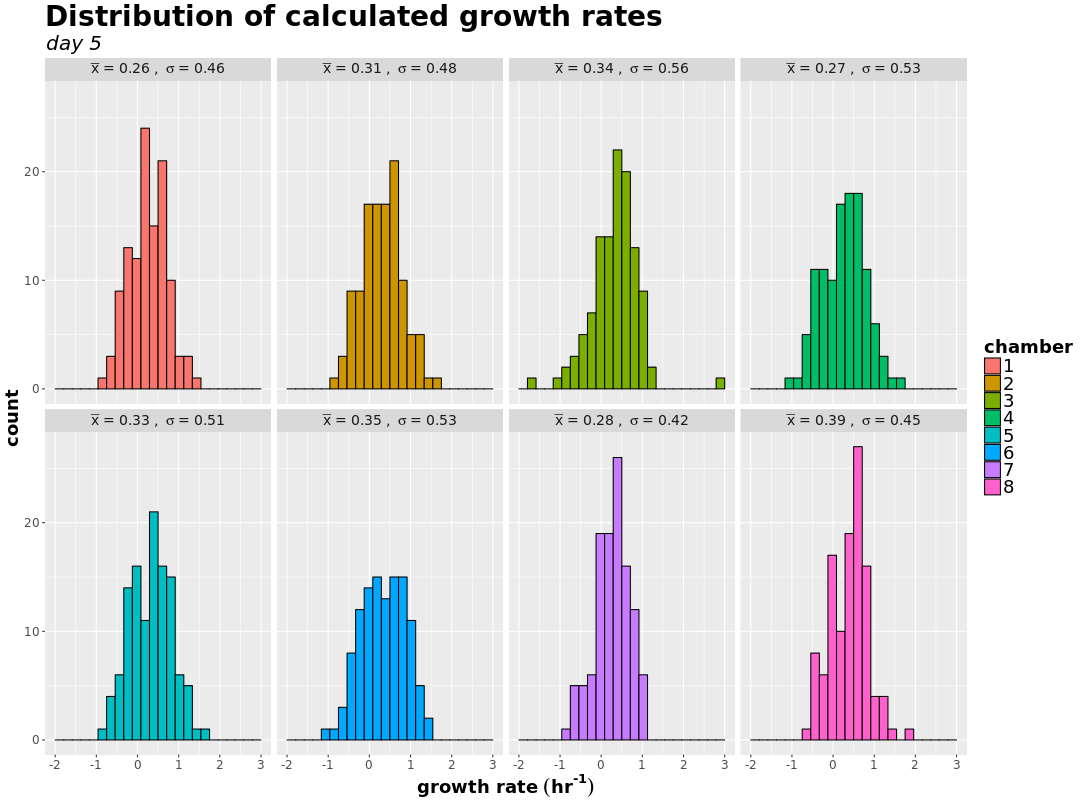 Distribution of calculated growth rates
day 5
x̅ = 0.26 , σ = 0.46
x̅ = 0.31 , σ = 0.48
x̅ = 0.34 , σ = 0.56
x̅ = 0.27 , σ = 0.53
20
10
0
x̅ = 0.33 , σ = 0.51
x̅ = 0.35 , σ = 0.53
x̅ = 0.28 , σ = 0.42
x̅ = 0.39 , σ = 0.45
20
10
0
-2 -1 0 1 2 3
-2 -1 0 1 2 3
-2 -1 0 1 2 3
-2 -1 0 1 2 3
growth rate (hr⁻¹)
count
chamber
1
2
3
4
5
6
7
8